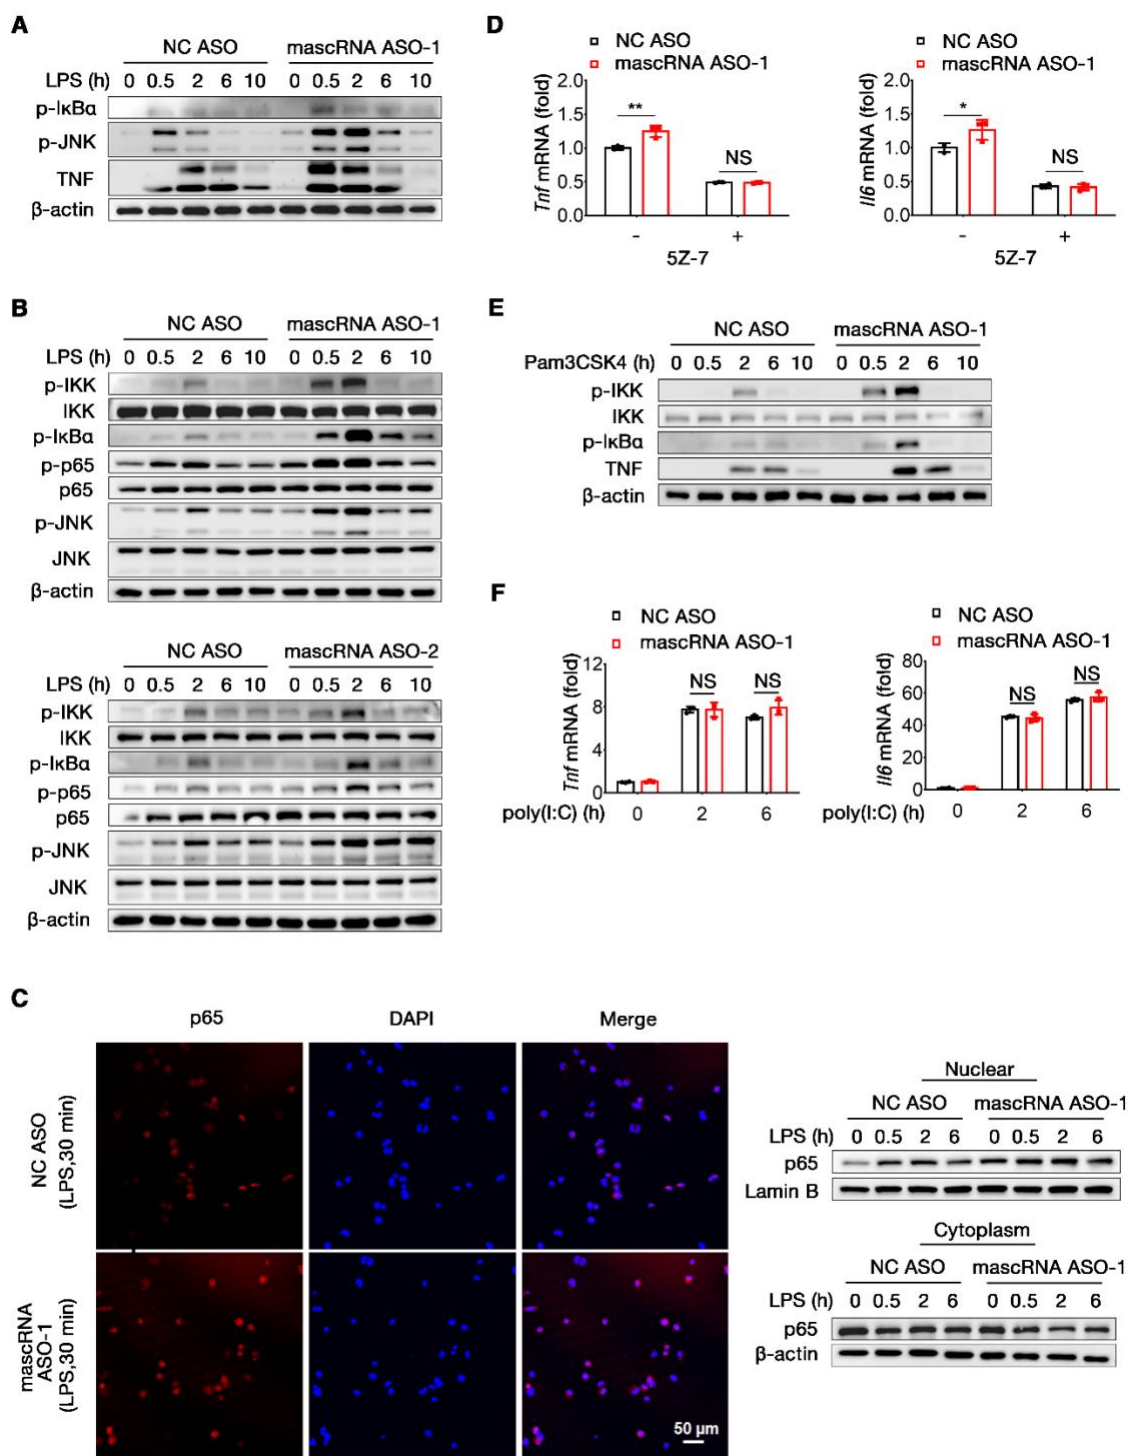 A
NC ASO mascRNA ASO-1
LPS (h) 0 0.5 2 6 10 0 0.5 2 6 10
p-IκBα
p-JNK
TNF
β-actin
B
NC ASO mascRNA ASO-1
LPS (h) 0 0.5 2 6 10 0 0.5 2 6 10
p-IKK
IKK
p-IκBα
p-p65
p65
p-JNK
JNK
β-actin
NC ASO mascRNA ASO-2
LPS (h) 0 0.5 2 6 10 0 0.5 2 6 10
p-IKK
IKK
p-IκBα
p-p65
p65
p-JNK
JNK
β-actin
C
p65 DAPI Merge
NC ASO
(LPS,30 min)
mascRNA
ASO-1
(LPS,30 min)
50 μm
Nuclear
NC ASO mascRNA ASO-1
LPS (h) 0 0.5 2 6 0 0.5 2 6
p65
Lamin B
Cytoplasm
NC ASO mascRNA ASO-1
LPS (h) 0 0.5 2 6 0 0.5 2 6
p65
β-actin
D
NC ASO
mascRNA ASO-1
Tnf mRNA (fold)
2.0
1.5
1.0
0.5
0.0
**
NS
- +
5Z-7
NC ASO
mascRNA ASO-1
Il6 mRNA (fold)
2.0
1.5
1.0
0.5
0.0
*
NS
- +
5Z-7
E
NC ASO mascRNA ASO-1
Pam3CSK4 (h) 0 0.5 2 6 10 0 0.5 2 6 10
p-IKK
IKK
p-IκBα
TNF
β-actin
F
NC ASO
mascRNA ASO-1
Tnf mRNA (fold)
12
8
4
0
NS NS
poly(I:C) (h) 0 2 6
NC ASO
mascRNA ASO-1
Il6 mRNA (fold)
80
60
40
20
0
NS NS
poly(I:C) (h) 0 2 6